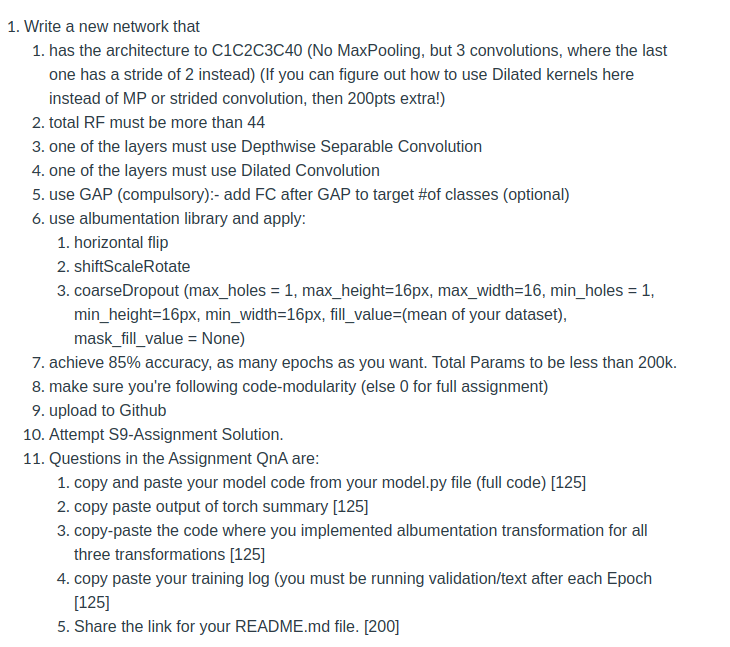 1. Write a new network that
1. has the architecture to C1C2C3C40 (No MaxPooling, but 3 convolutions, where the last
one has a stride of 2 instead) (If you can figure out how to use Dilated kernels here
instead of MP or strided convolution, then 200pts extra!)
2. total RF must be more than 44
3. one of the layers must use Depthwise Separable Convolution
4. one of the layers must use Dilated Convolution
5. use GAP (compulsory):- add FC after GAP to target #of classes (optional)
6. use albumentation library and apply:
1. horizontal flip
2. shiftScaleRotate
3. coarseDropout (max_holes = 1, max_height=16px, max_width=16, min_holes = 1,
min_height=16px, min_width=16px, fill_value=(mean of your dataset),
mask_fill_value = None)
7. achieve 85% accuracy, as many epochs as you want. Total Params to be less than 200k.
8. make sure you're following code-modularity (else 0 for full assignment)
9. upload to Github
10. Attempt S9-Assignment Solution.
11. Questions in the Assignment QnA are:
1. copy and paste your model code from your model.py file (full code) [125]
2. copy paste output of torch summary [125]
3. copy-paste the code where you implemented albumentation transformation for all
three transformations [125]
4. copy paste your training log (you must be running validation/text after each Epoch
[125]
5. Share the link for your README.md file. [200]